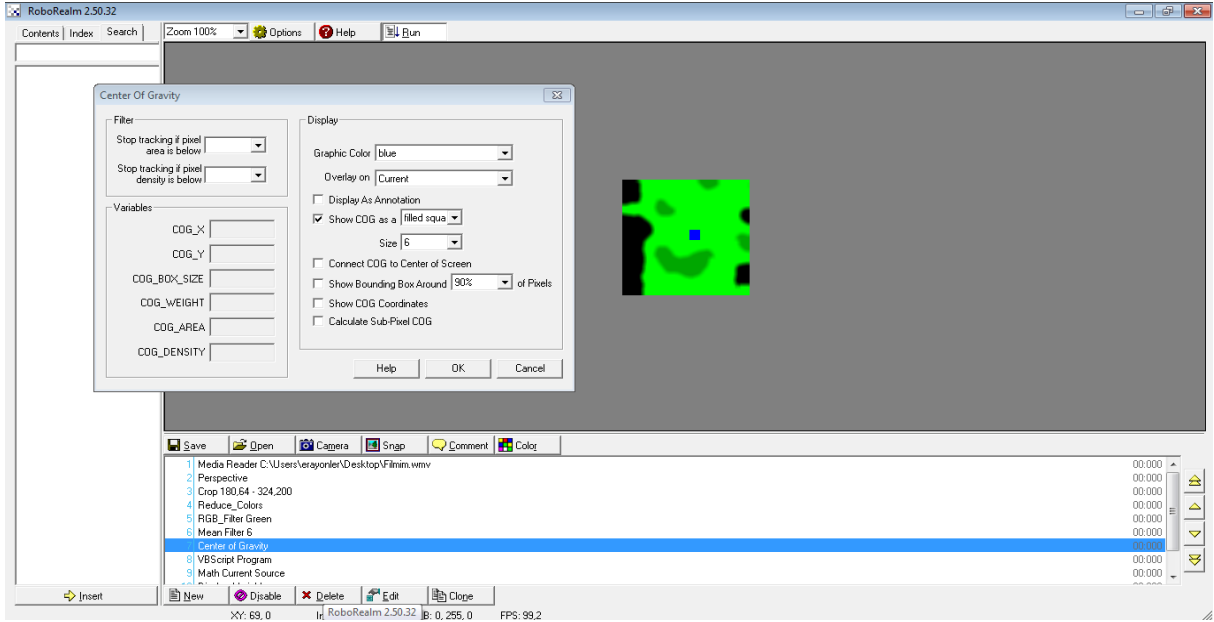 RoboRealm 2.50.32
Contents Index Search
Zoom 100% Options Help Run
Center Of Gravity
Filter
Stop tracking if pixel area is below
Stop tracking if pixel density is below
Variables
COG_X
COG_Y
COG_BOX_SIZE
COG_WEIGHT
COG_AREA
COG_DENSITY
Display
Graphic Color blue
Overlay on Current
Display As Annotation
Show COG as a filled squa
Size 6
Connect COG to Center of Screen
Show Bounding Box Around 90% of Pixels
Show COG Coordinates
Calculate Sub-Pixel COG
Help OK Cancel
Save Open Camera Snap Comment Color
1 Media Reader C:\Users\erayonler\Desktop\Filmim.wmv 00:000
2 Perspective 00:000
3 Crop 180,64 - 324,200 00:000
4 Reduce_Colors 00:000
5 RGB_Filter Green 00:000
6 Mean Filter 6 00:000
7 Center of Gravity 00:000
8 VBScript Program 00:000
9 Math Current Source 00:000
Insert New Disable Delete Edit Clone
XY: 69, 0 RoboRealm 2.50.32 B: 0, 255, 0 FPS: 99,2